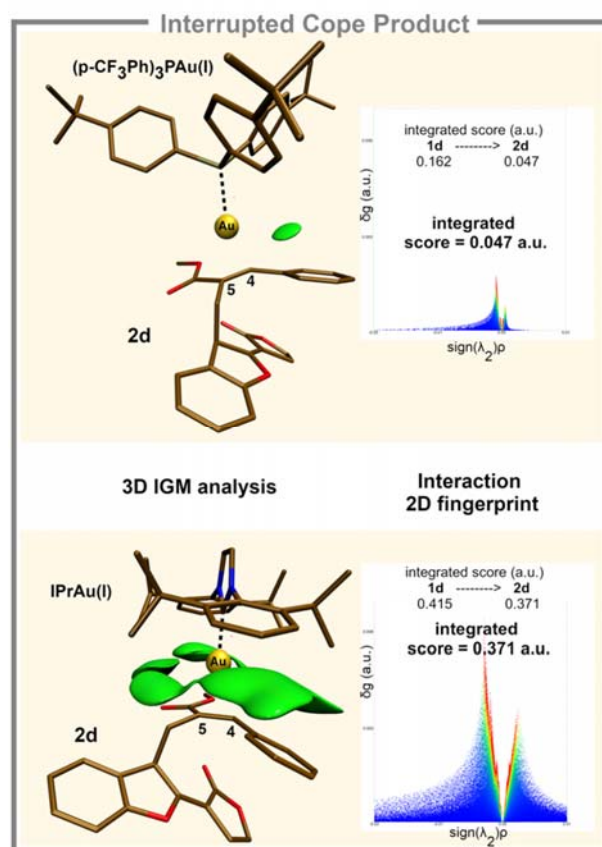 Interrupted Cope Product
(p-CF₃Ph)₃PAu(I)
Au
5 4
2d
integrated score (a.u.)
1d --------> 2d
0.162 0.047
integrated
score = 0.047 a.u.
δg (a.u.)
sign(λ₂)ρ
3D IGM analysis
Interaction
2D fingerprint
IPrAu(I)
Au
5 4
2d
integrated score (a.u.)
1d --------> 2d
0.415 0.371
integrated
score = 0.371 a.u.
δg (a.u.)
sign(λ₂)ρ